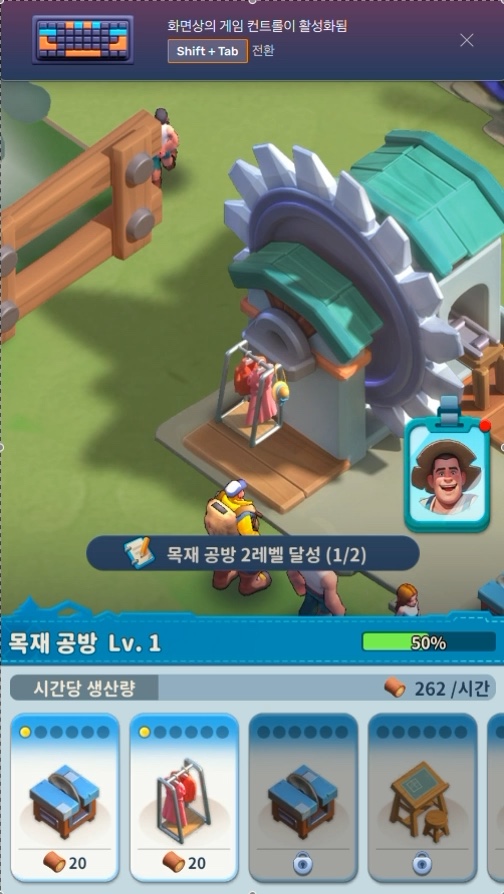 화면상의 게임 컨트롤이 활성화됨
Shift + Tab 전환
목재 공방 2레벨 달성 (1/2)
목재 공방 Lv. 1
50%
시간당 생산량
262 /시간
20
20